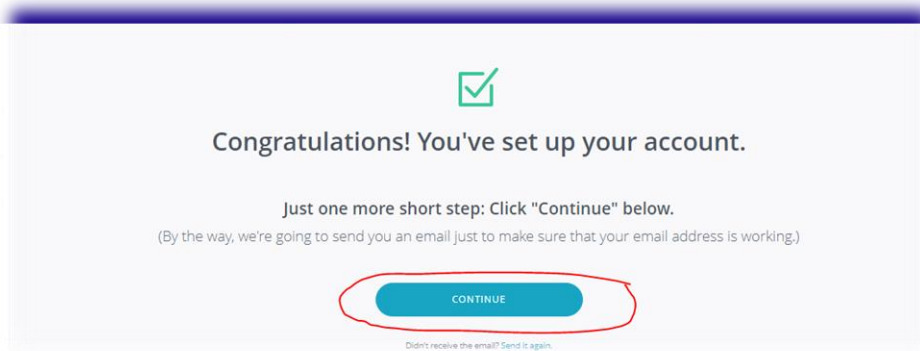 Congratulations! You've set up your account.
Just one more short step: Click "Continue" below.
(By the way, we're going to send you an email just to make sure that your email address is working.)
CONTINUE
Didn't receive the email? Send it again.